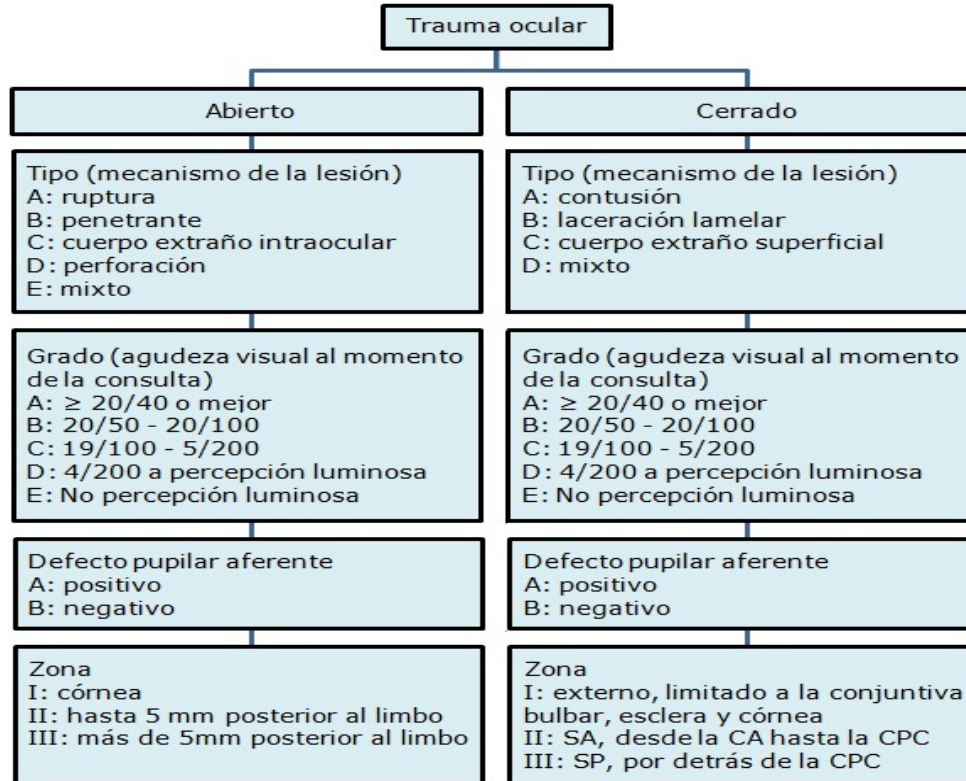 Trauma ocular
Abierto
Tipo (mecanismo de la lesión)
A: ruptura
B: penetrante
C: cuerpo extraño intraocular
D: perforación
E: mixto
Grado (agudeza visual al momento
de la consulta)
A: ≥ 20/40 o mejor
B: 20/50 - 20/100
C: 19/100 - 5/200
D: 4/200 a percepción luminosa
E: No percepción luminosa
Defecto pupilar aferente
A: positivo
B: negativo
Zona
I: córnea
II: hasta 5 mm posterior al limbo
III: más de 5mm posterior al limbo
Cerrado
Tipo (mecanismo de la lesión)
A: contusión
B: laceración lamelar
C: cuerpo extraño superficial
D: mixto
Grado (agudeza visual al momento
de la consulta)
A: ≥ 20/40 o mejor
B: 20/50 - 20/100
C: 19/100 - 5/200
D: 4/200 a percepción luminosa
E: No percepción luminosa
Defecto pupilar aferente
A: positivo
B: negativo
Zona
I: externo, limitado a la conjuntiva
bulbar, esclera y córnea
II: SA, desde la CA hasta la CPC
III: SP, por detrás de la CPC